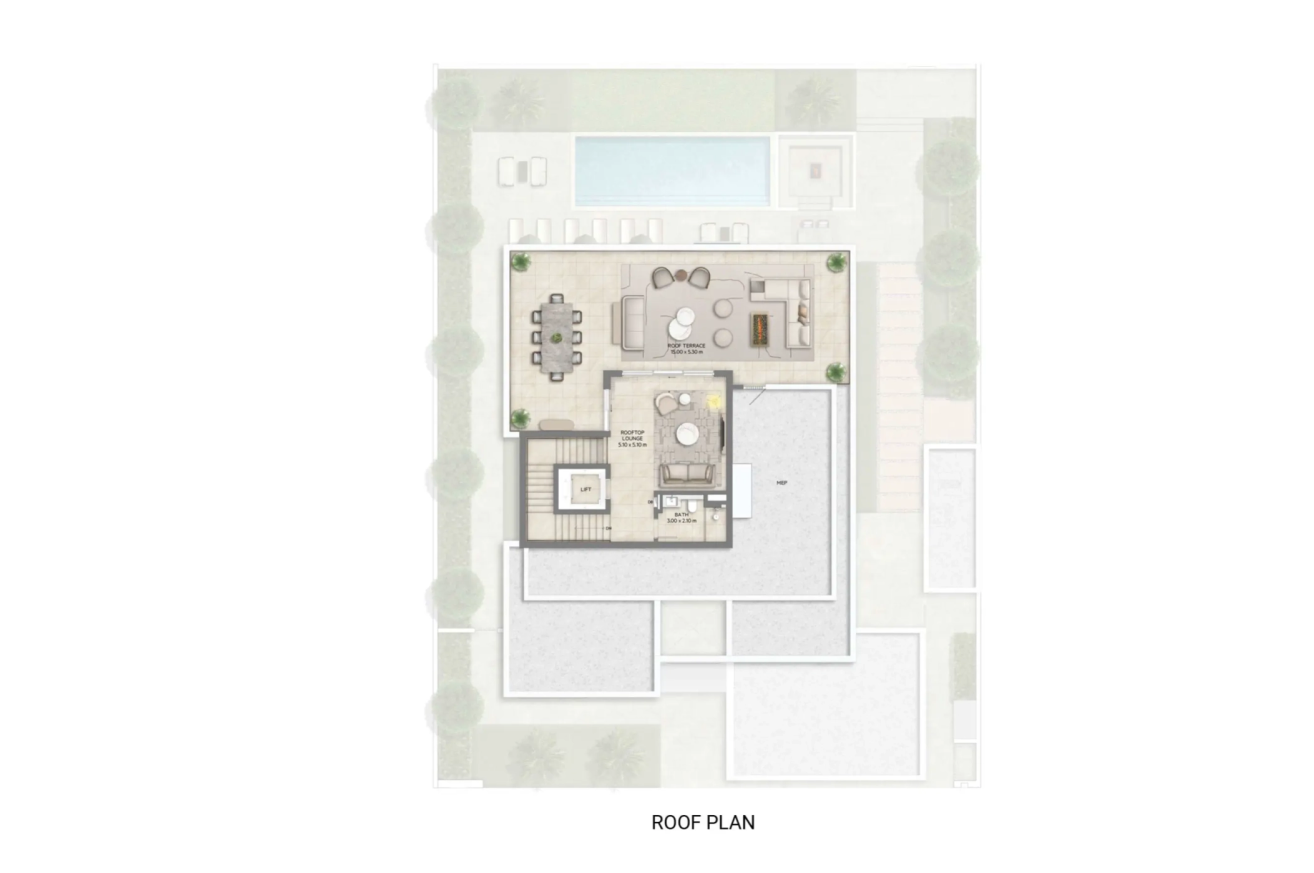 ROOF TERRACE
15.00 x 5.30 m
ROOFTOP
LOUNGE
5.10 x 5.10 m
LIFT
MEP
BATH
3.00 x 2.10 m
DN
ROOF PLAN